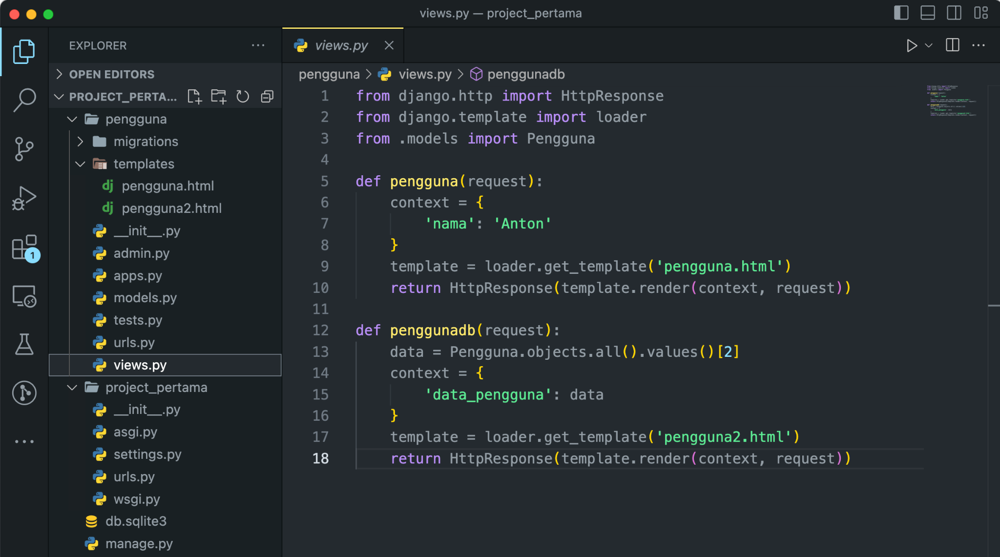 views.py — project_pertama
EXPLORER
OPEN EDITORS
PROJECT_PERTA...
pengguna
migrations
templates
dj pengguna.html
dj pengguna2.html
__init__.py
admin.py
apps.py
models.py
tests.py
urls.py
views.py
project_pertama
__init__.py
asgi.py
settings.py
urls.py
wsgi.py
db.sqlite3
manage.py
1
views.py
pengguna > views.py > penggunadb
1 from django.http import HttpResponse
2 from django.template import loader
3 from .models import Pengguna
4
5 def pengguna(request):
6     context = {
7         'nama': 'Anton'
8     }
9     template = loader.get_template('pengguna.html')
10     return HttpResponse(template.render(context, request))
11
12 def penggunadb(request):
13     data = Pengguna.objects.all().values()[2]
14     context = {
15         'data_pengguna': data
16     }
17     template = loader.get_template('pengguna2.html')
18     return HttpResponse(template.render(context, request))